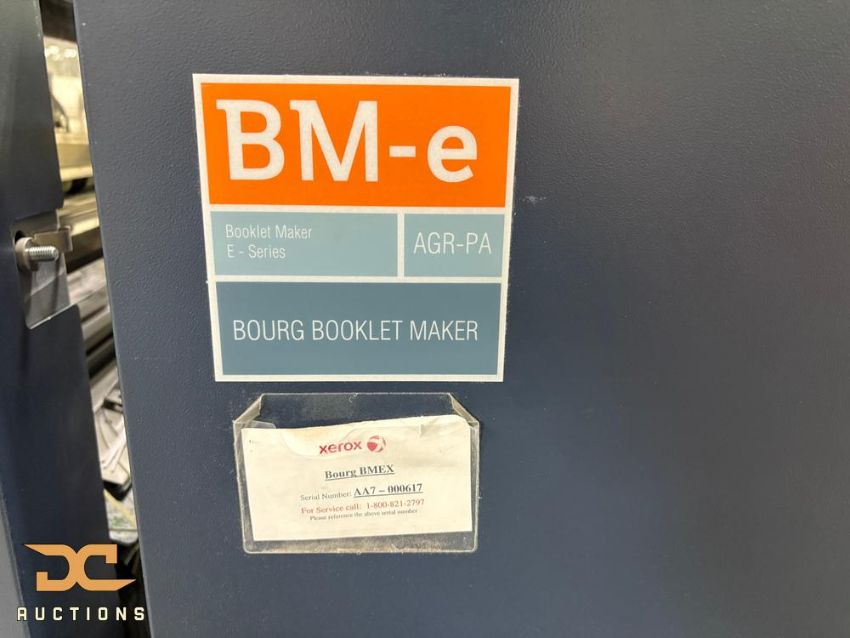 BM-e
Booklet Maker
E - Series
AGR-PA
BOURG BOOKLET MAKER
xerox
Bourg BMEX
Serial Number: AA7 - 000617
For Service call: 1-800-821-2797
Please reference the above serial number
DC
AUCTIONS